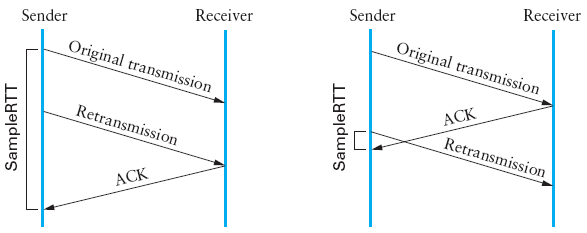 Sender
Receiver
SampleRTT
Original transmission
Retransmission
ACK
Sender
Receiver
SampleRTT
Original transmission
ACK
Retransmission